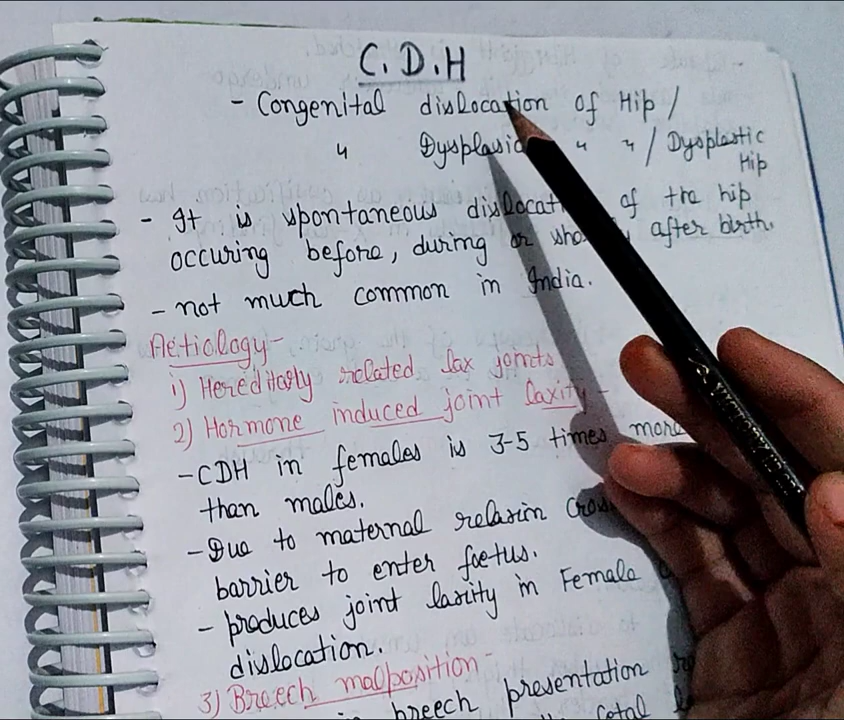 C.D.H
- Congenital dislocation of Hip /
" Dysplasia " " / Dysplastic
Hip
- It is spontaneous of the hip
occuring before, during or after birth.
- not much common in India.
Aetiology-
1) Hereditarly related lax joints
2) Hormone induced joint laxity -
- CDH in females is 3-5 times more
than males.
- Due to maternal relaxin
barrier to enter foetus.
- produces joint laxity in Female
dislocation.
3) Breech malposition -
breech presentation